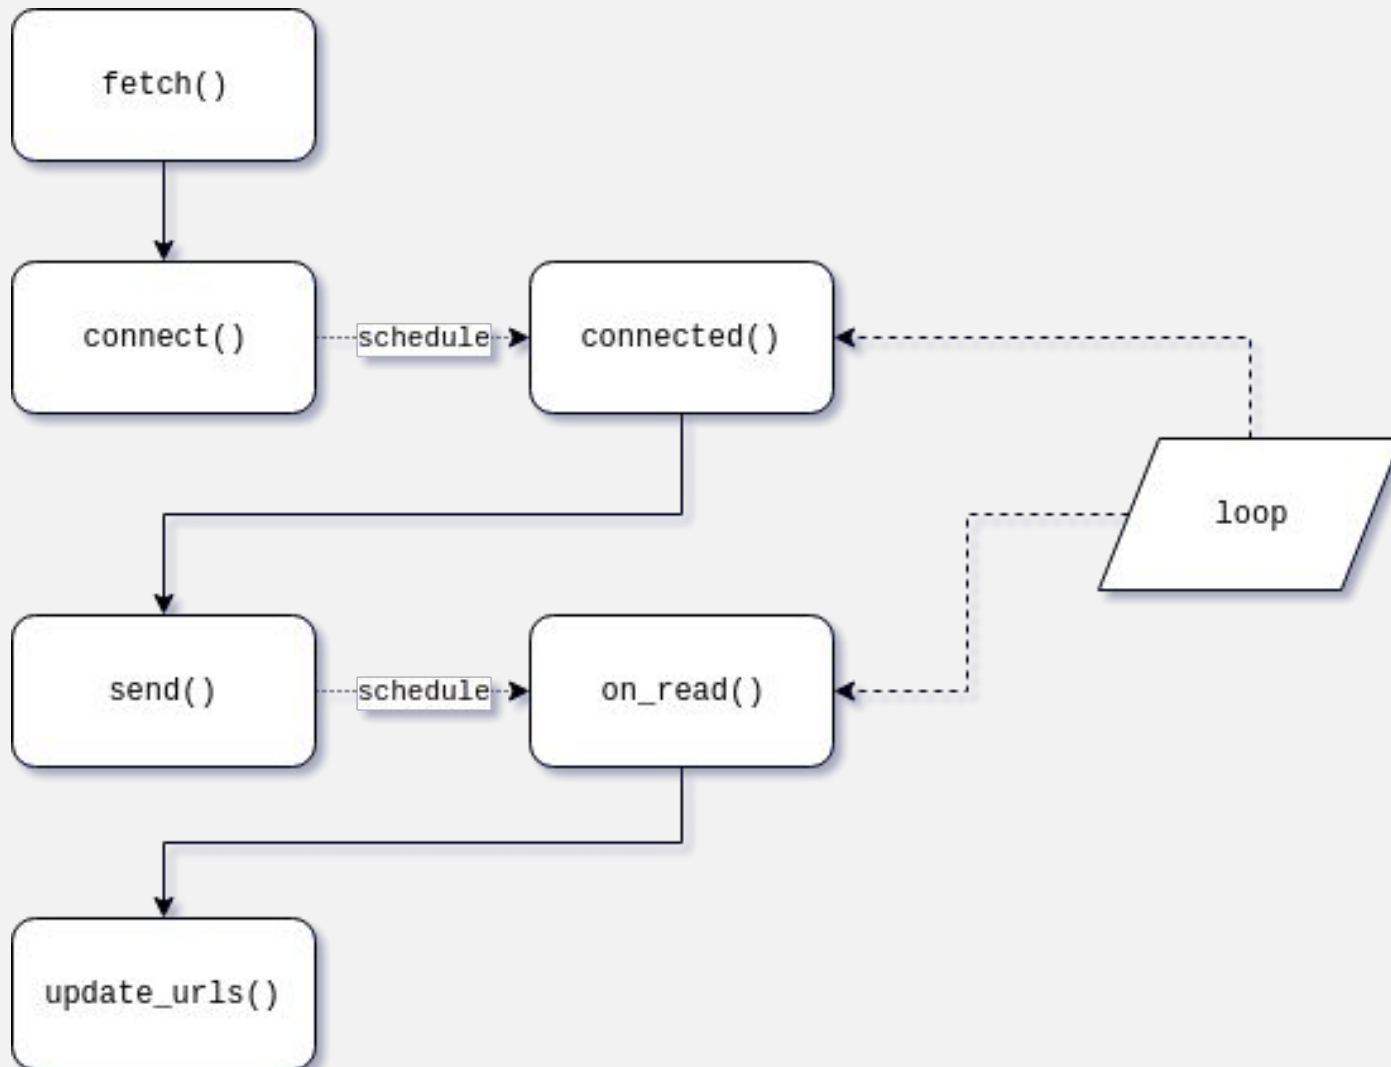 fetch()
connect()
schedule
connected()
loop
send()
schedule
on_read()
update_urls()